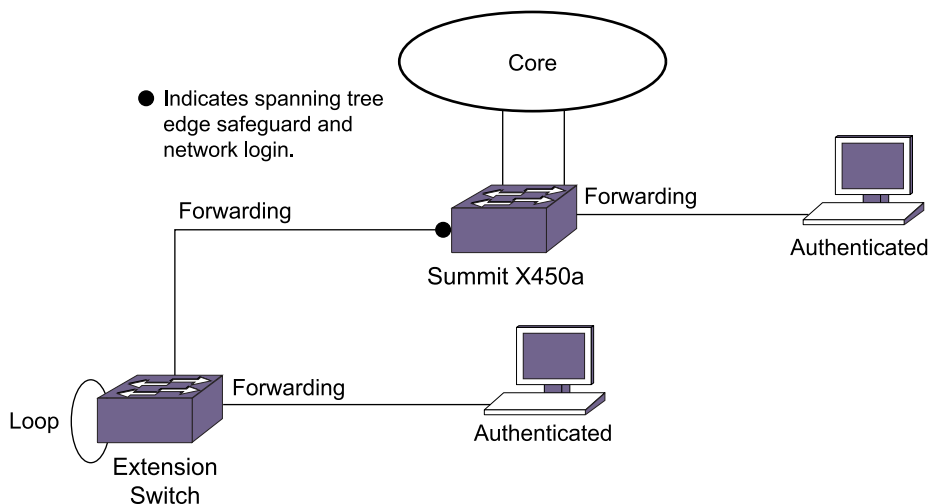 Core
Indicates spanning tree
edge safeguard and
network login.
Forwarding
Forwarding
Authenticated
Summit X450a
Forwarding
Loop
Authenticated
Extension
Switch